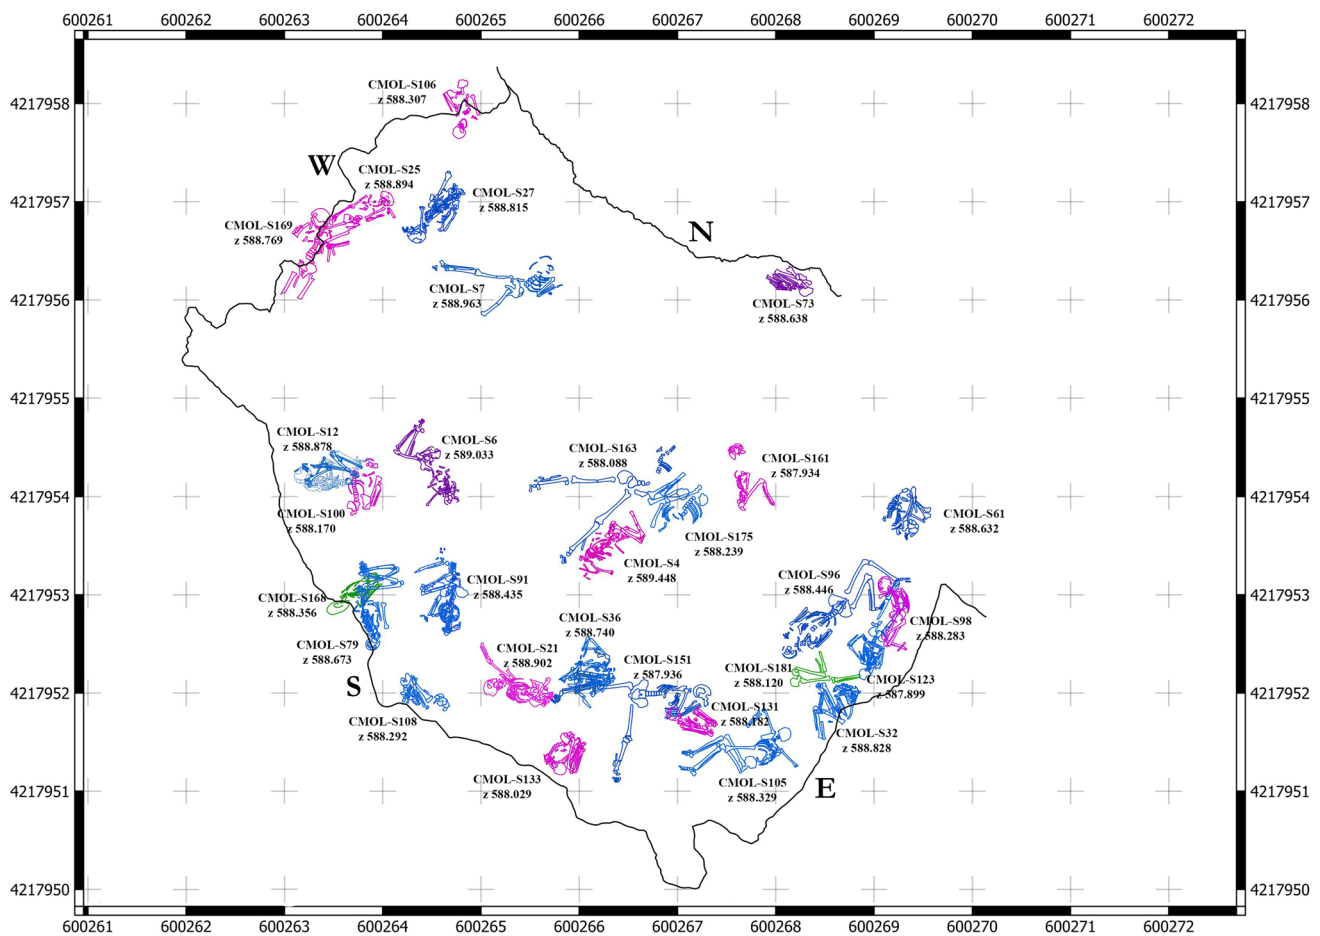 600261 600262 600263 600264 600265 600266 600267 600268 600269 600270 600271 600272
4217958 4217958
CMOL-S106
z 588.307
W
CMOL-S25
z 588.894
CMOL-S27
z 588.815
4217957 4217957
CMOL-S169
z 588.769
N
CMOL-S7
z 588.963
4217956 4217956
CMOL-S73
z 588.638
4217955 4217955
CMOL-S12
z 588.878
CMOL-S6
z 589.033
CMOL-S163
z 588.088
CMOL-S161
z 587.934
4217954 4217954
CMOL-S100
z 588.170
CMOL-S61
z 588.632
CMOL-S175
z 588.239
CMOL-S4
z 589.448
CMOL-S91
z 588.435
CMOL-S96
z 588.446
4217953 4217953
CMOL-S168
z 588.356
CMOL-S36
z 588.740
CMOL-S98
z 588.283
CMOL-S79
z 588.673
CMOL-S21
z 588.902
CMOL-S151
z 587.936
CMOL-S181
z 588.120
CMOL-S123
z 587.899
S
4217952 4217952
CMOL-S108
z 588.292
CMOL-S131
z 588.182
CMOL-S32
z 588.828
CMOL-S133
z 588.029
CMOL-S105
z 588.329
E
4217951 4217951
4217950 4217950
600261 600262 600263 600264 600265 600266 600267 600268 600269 600270 600271 600272